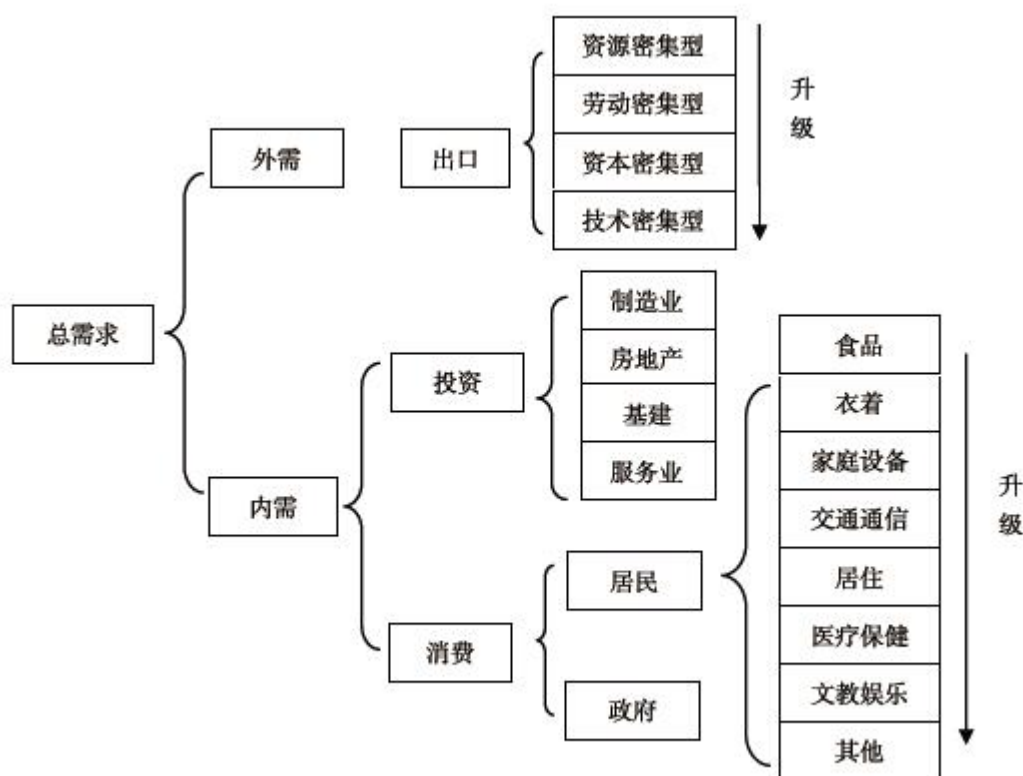 总需求
外需
出口
资源密集型
劳动密集型
资本密集型
技术密集型
升
级
内需
投资
制造业
房地产
基建
服务业
消费
居民
政府
食品
衣着
家庭设备
交通通信
居住
医疗保健
文教娱乐
其他
升
级